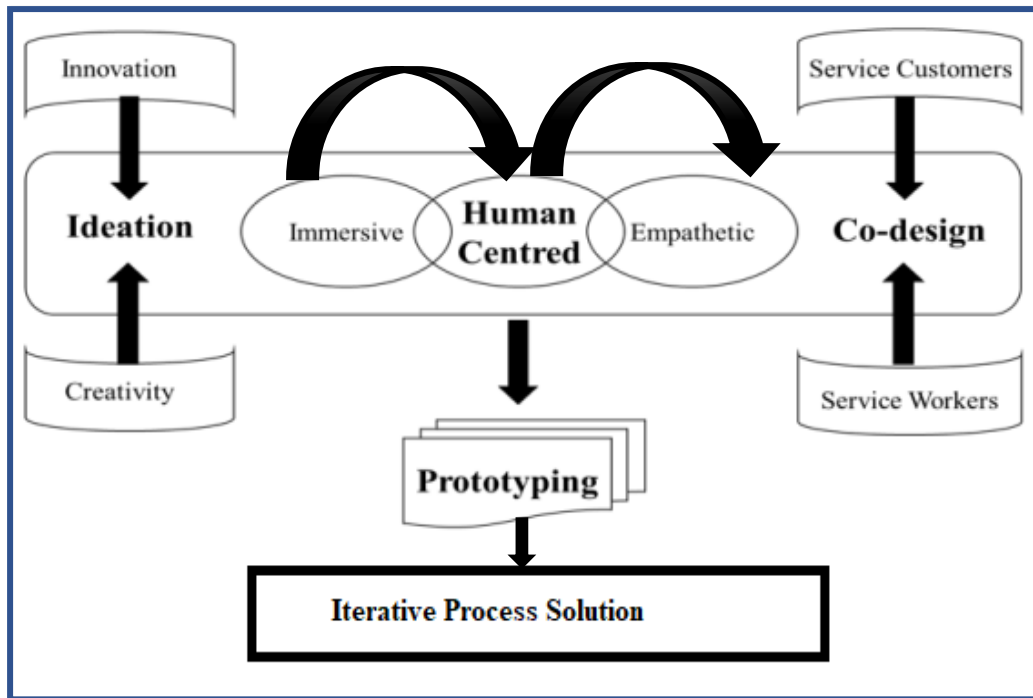 Innovation
Service Customers
Ideation
Immersive
Human
Centred
Empathetic
Co-design
Creativity
Service Workers
Prototyping
Iterative Process Solution